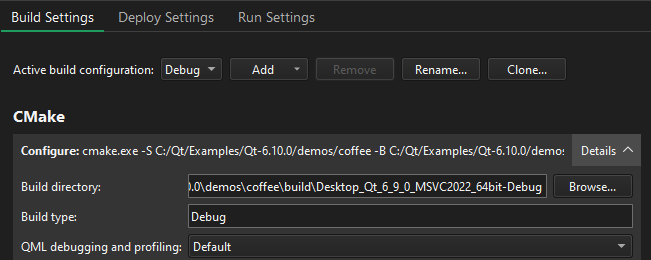 Build Settings Deploy Settings Run Settings
Active build configuration: Debug Add Remove Rename... Clone...
CMake
Configure: cmake.exe -S C:/Qt/Examples/Qt-6.10.0/demos/coffee -B C:/Qt/Examples/Qt-6.10.0/demos Details
Build directory: 0.0\demos\coffee\build\Desktop_Qt_6_9_0_MSVC2022_64bit-Debug Browse...
Build type: Debug
QML debugging and profiling: Default